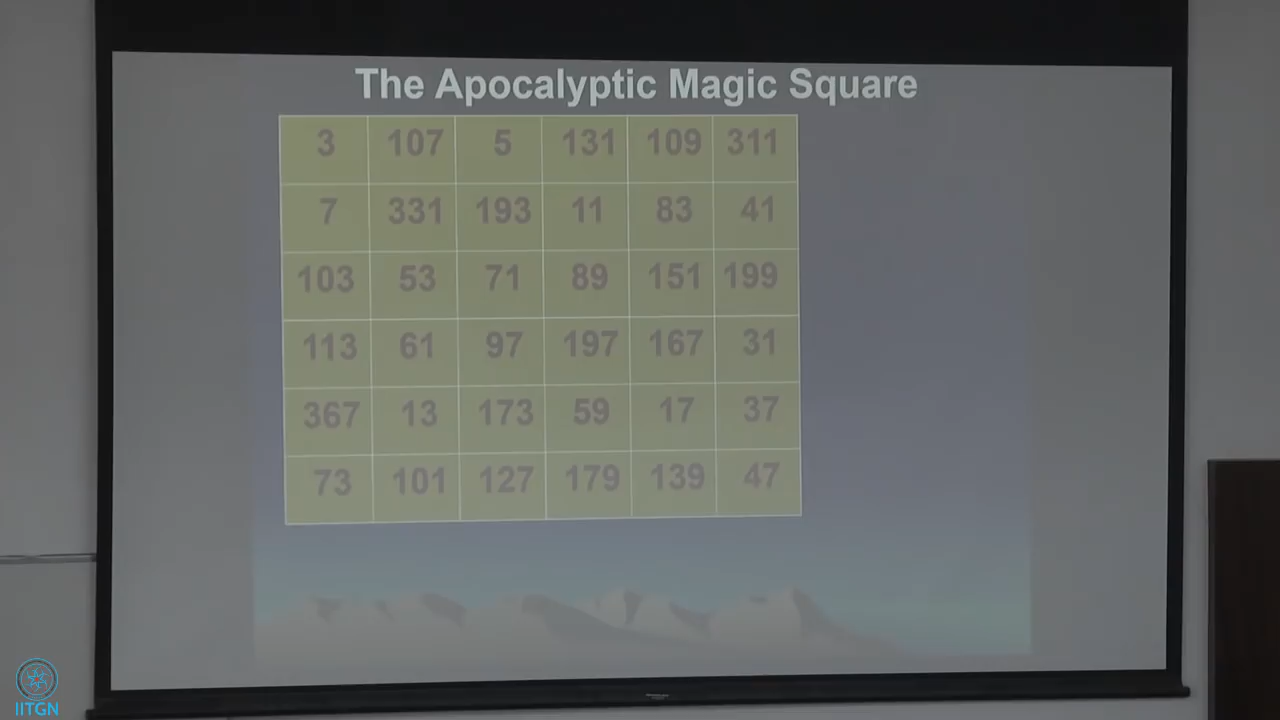 The Apocalyptic Magic Square
3 107 5 131 109 311
7 331 193 11 83 41
103 53 71 89 151 199
113 61 97 197 167 31
367 13 173 59 17 37
73 101 127 179 139 47
IITGN